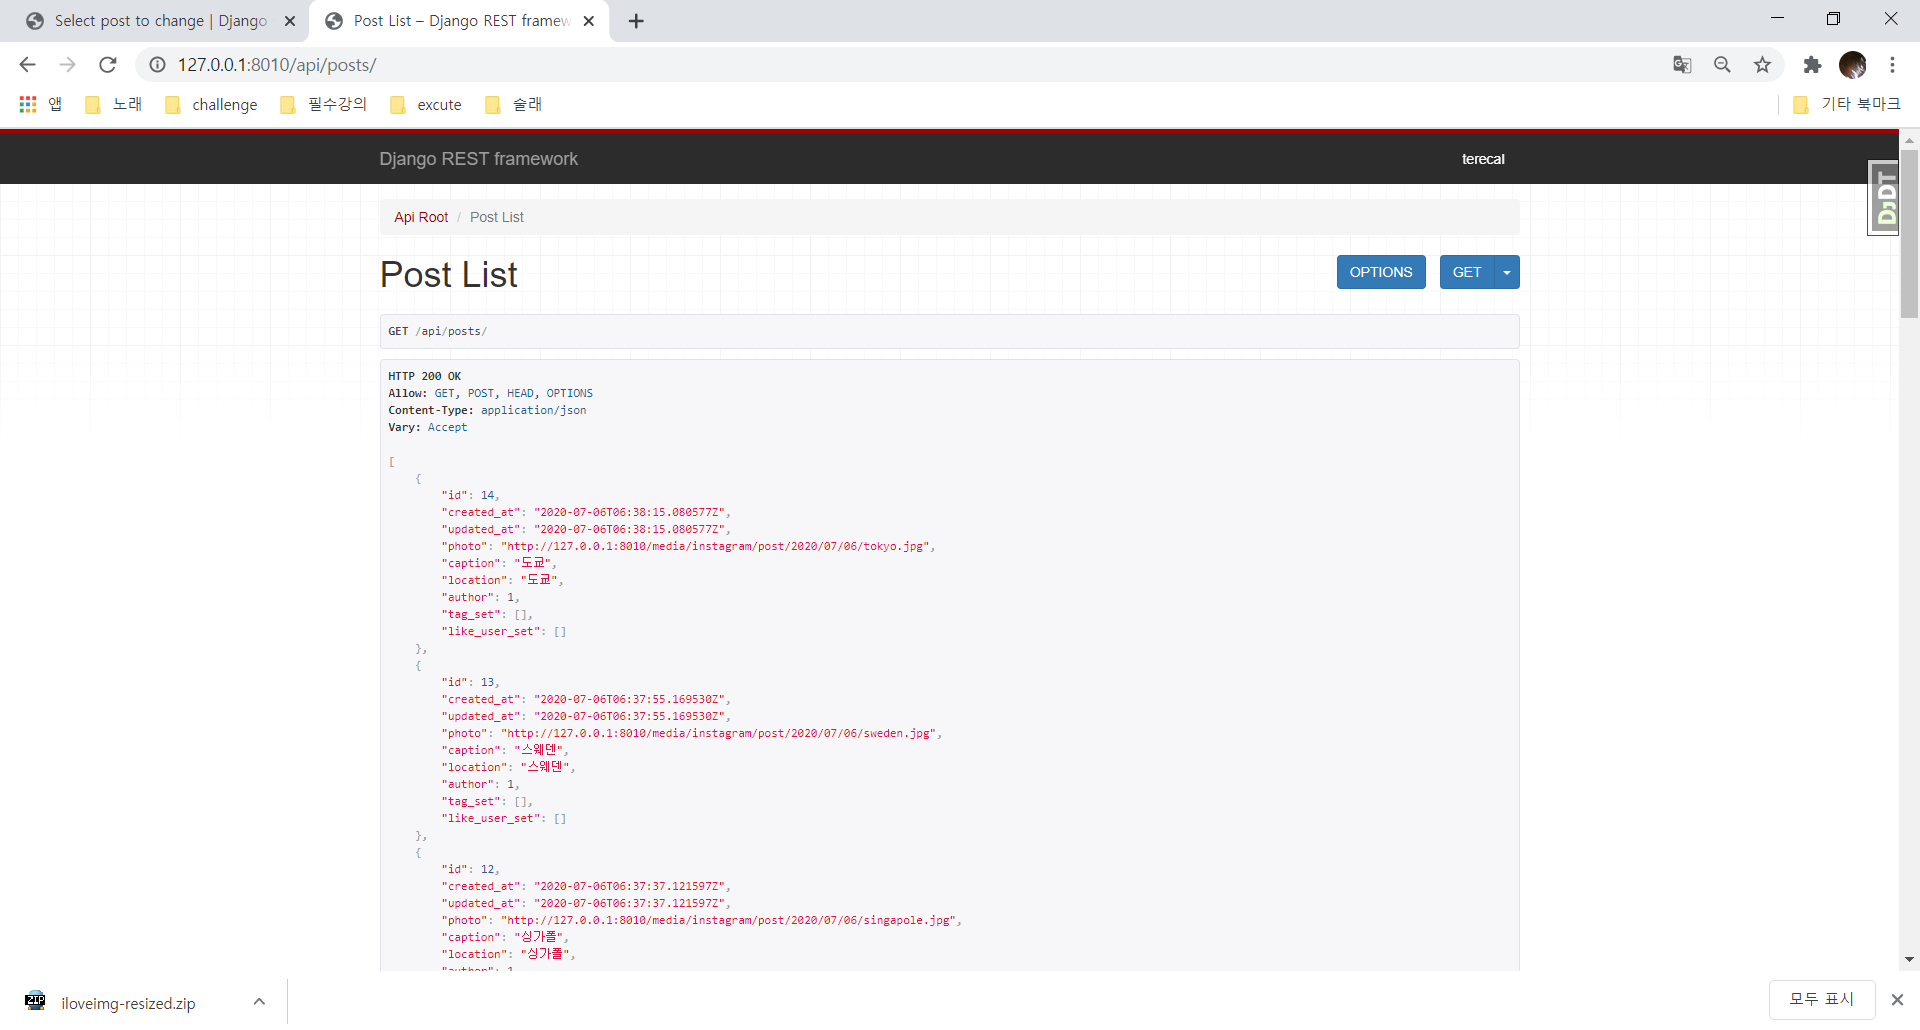 Select post to change | Django
Post List – Django REST framew
127.0.0.1:8010/api/posts/
앱 노래 challenge 필수강의 excute 술래 기타 북마크
Django REST framework terecal
DjDT
Api Root / Post List
Post List OPTIONS GET
GET /api/posts/
HTTP 200 OK
Allow: GET, POST, HEAD, OPTIONS
Content-Type: application/json
Vary: Accept
[
{
"id": 14,
"created_at": "2020-07-06T06:38:15.080577Z",
"updated_at": "2020-07-06T06:38:15.080577Z",
"photo": "http://127.0.0.1:8010/media/instagram/post/2020/07/06/tokyo.jpg",
"caption": "도쿄",
"location": "도쿄",
"author": 1,
"tag_set": [],
"like_user_set": []
},
{
"id": 13,
"created_at": "2020-07-06T06:37:55.169530Z",
"updated_at": "2020-07-06T06:37:55.169530Z",
"photo": "http://127.0.0.1:8010/media/instagram/post/2020/07/06/sweden.jpg",
"caption": "스웨덴",
"location": "스웨덴",
"author": 1,
"tag_set": [],
"like_user_set": []
},
{
"id": 12,
"created_at": "2020-07-06T06:37:37.121597Z",
"updated_at": "2020-07-06T06:37:37.121597Z",
"photo": "http://127.0.0.1:8010/media/instagram/post/2020/07/06/singapole.jpg",
"caption": "싱가폴",
"location": "싱가폴",
"author": 1
ZIP iloveimg-resized.zip 모두 표시